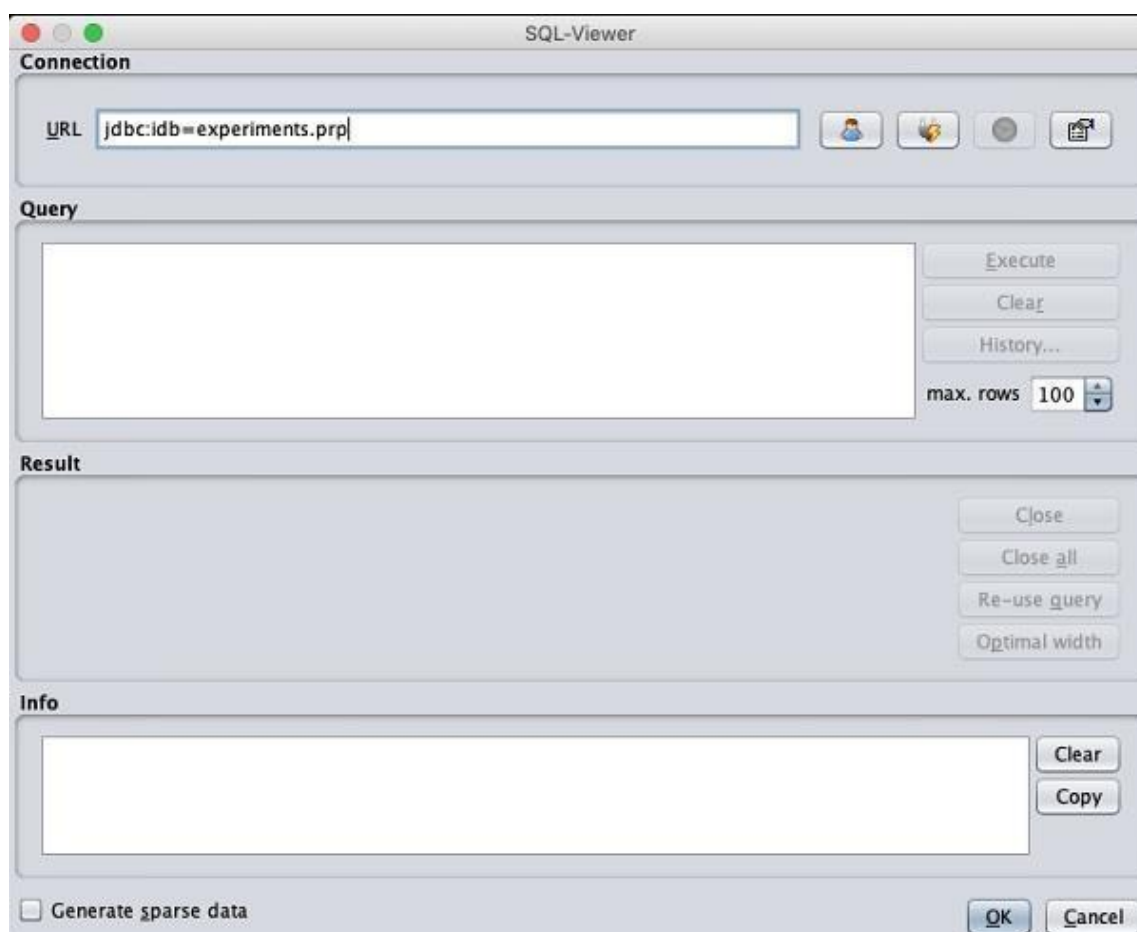 SQL-Viewer
Connection
URL jdbc:idb=experiments.prp
Query
Execute
Clear
History...
max. rows 100
Result
Close
Close all
Re-use query
Optimal width
Info
Clear
Copy
Generate sparse data
OK Cancel